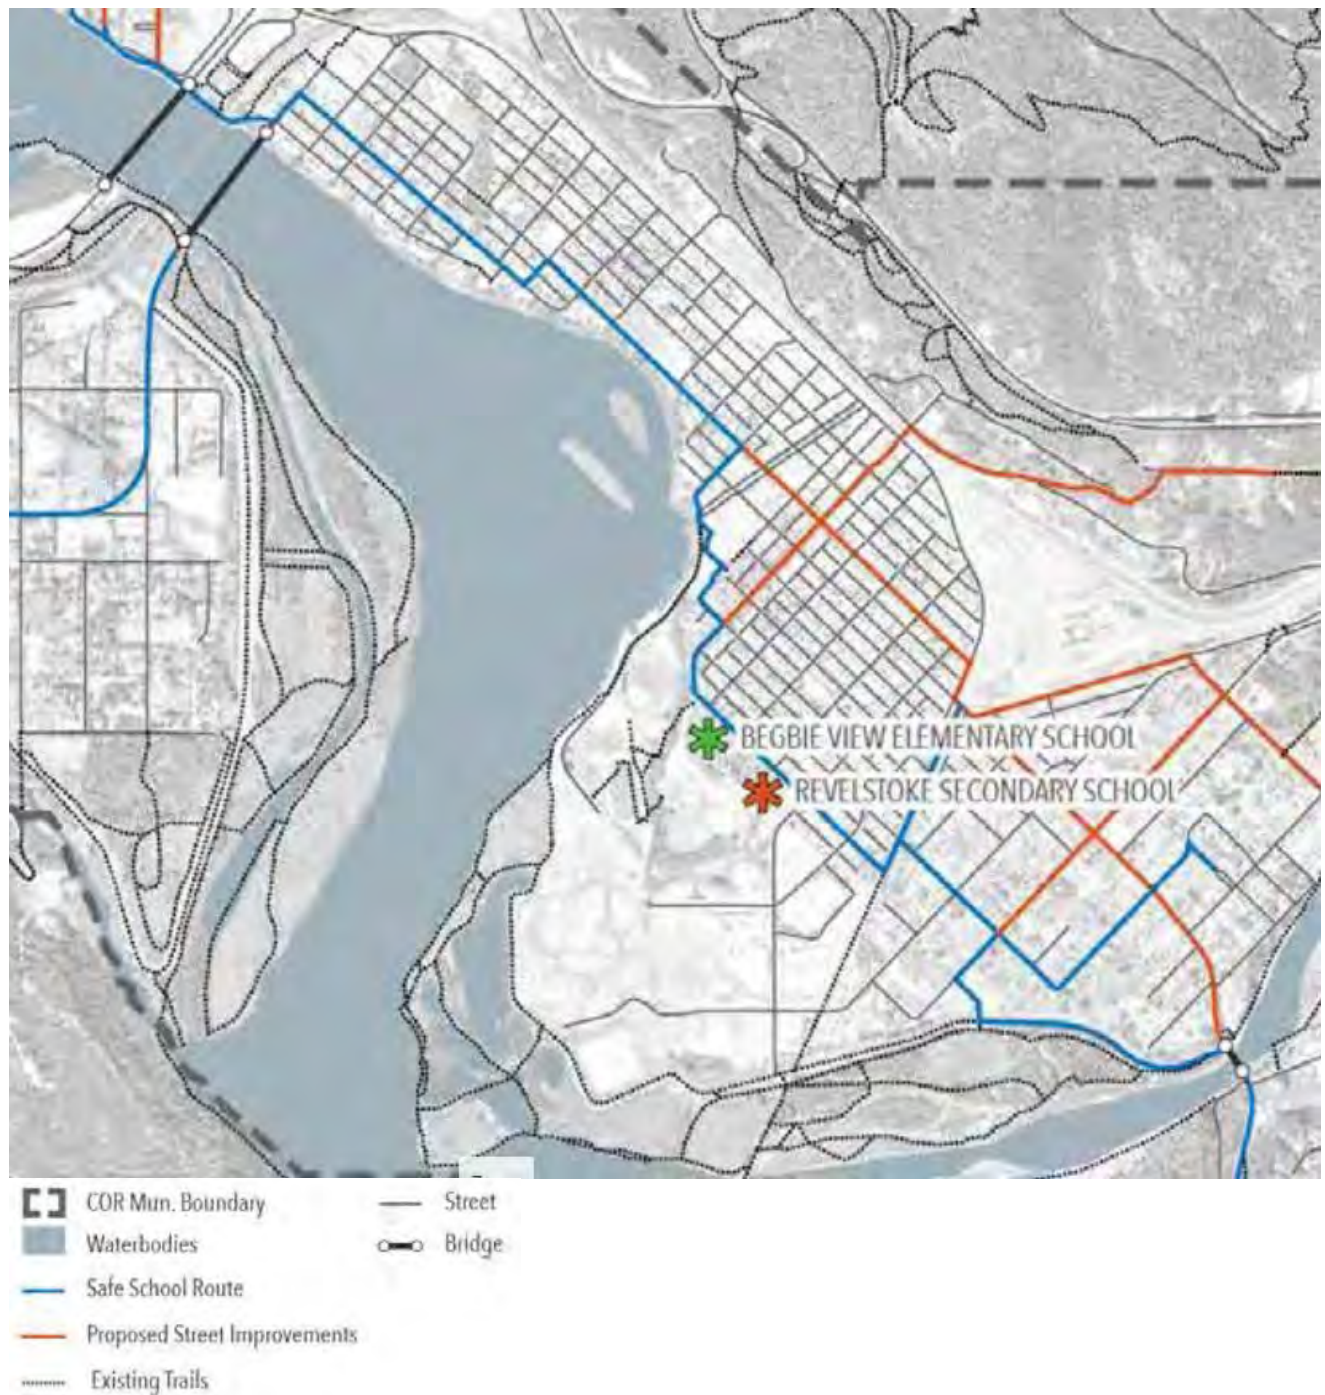 BEGBIE VIEW ELEMENTARY SCHOOL
REVELSTOKE SECONDARY SCHOOL
COR Mun. Boundary
Street
Waterbodies
Bridge
Safe School Route
Proposed Street Improvements
Existing Trails